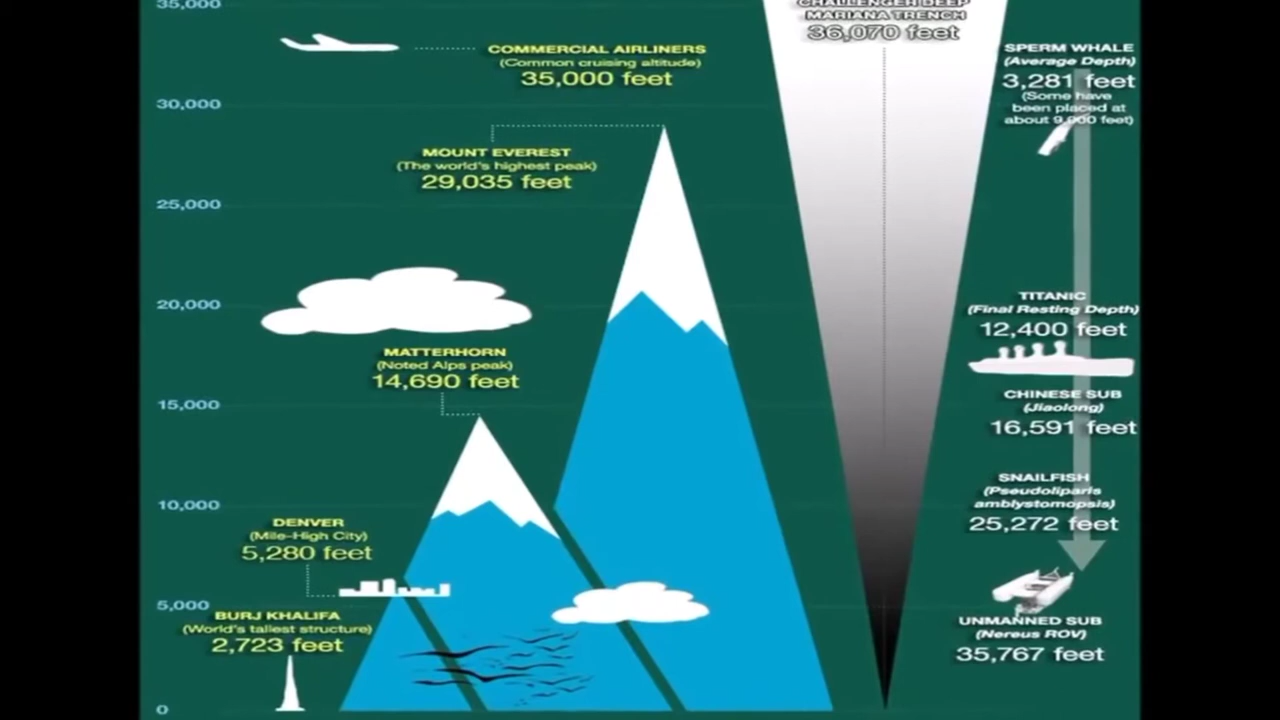 35,000
CHALLENGER DEEP
MARIANA TRENCH
36,070 feet
COMMERCIAL AIRLINERS
(Common cruising altitude)
35,000 feet
SPERM WHALE
(Average Depth)
3,281 feet
(Some have
been placed at
about 9,900 feet)
30,000
MOUNT EVEREST
(The world's highest peak)
29,035 feet
25,000
20,000
TITANIC
(Final Resting Depth)
12,400 feet
MATTERHORN
(Noted Alps peak)
14,690 feet
15,000
CHINESE SUB
(Jiaolong)
16,591 feet
10,000
SNAILFISH
(Pseudoliparis
amblystomopsis)
25,272 feet
DENVER
(Mile-High City)
5,280 feet
5,000
BURJ KHALIFA
(World's tallest structure)
2,723 feet
UNMANNED SUB
(Nereus ROV)
35,767 feet
0